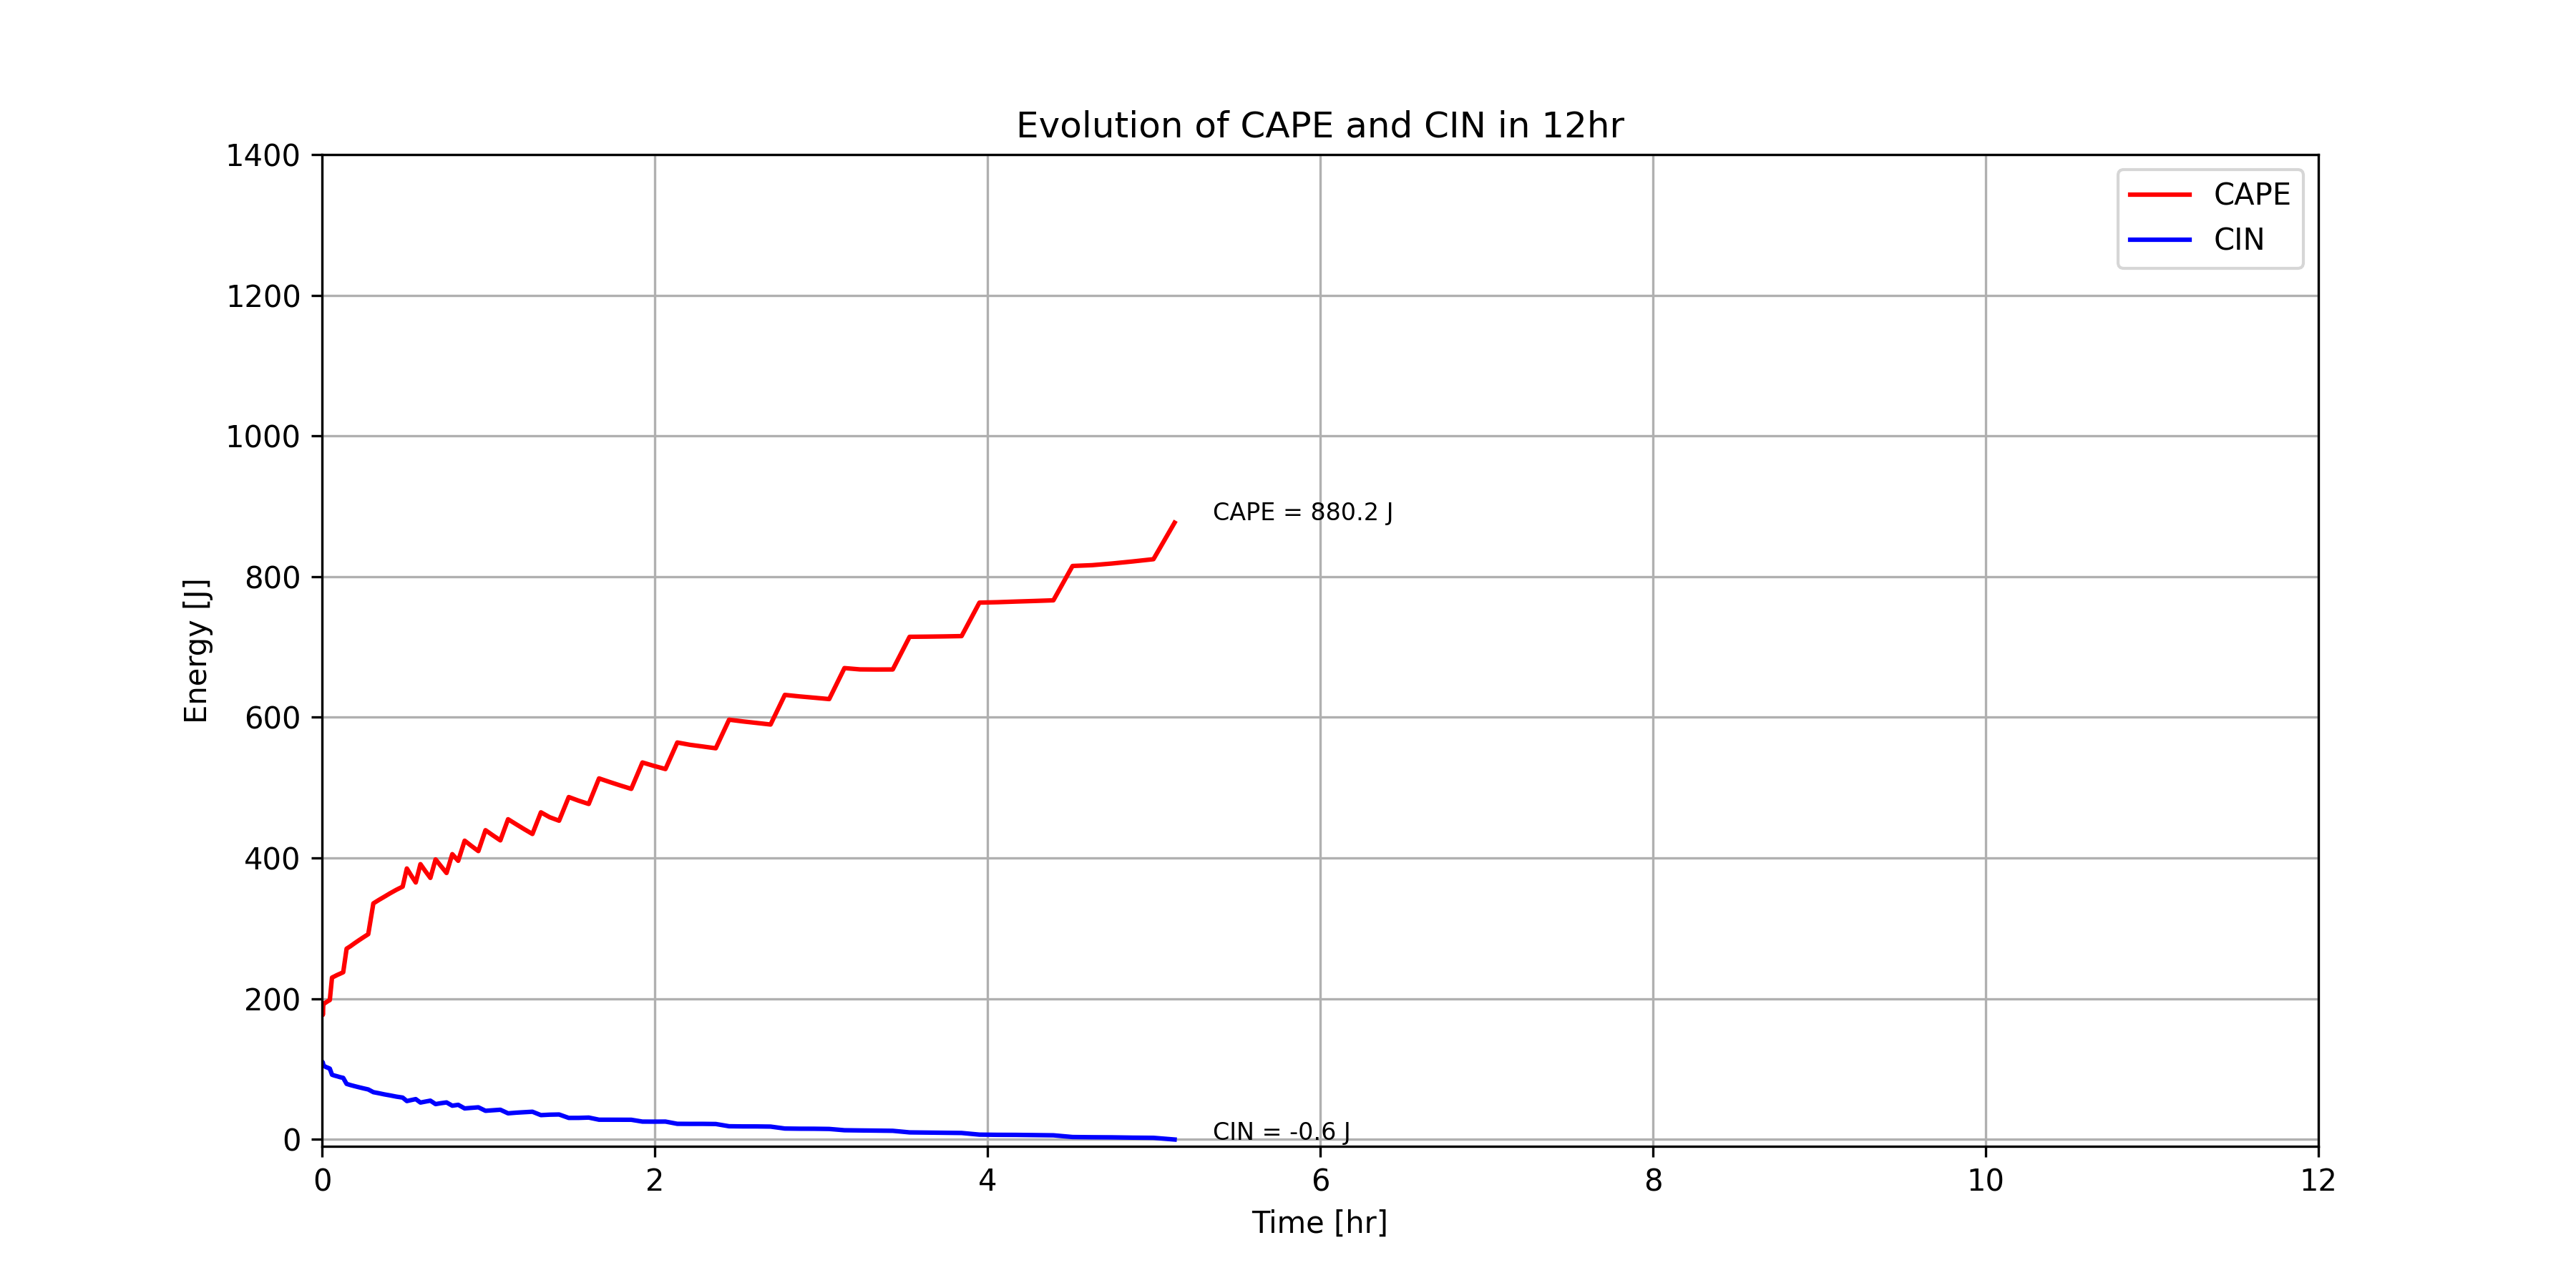 Evolution of CAPE and CIN in 12hr
1400
1200
1000
800
600
400
200
0
Energy [J]
CAPE
CIN
CAPE = 880.2 J
CIN = -0.6 J
0 2 4 6 8 10 12
Time [hr]